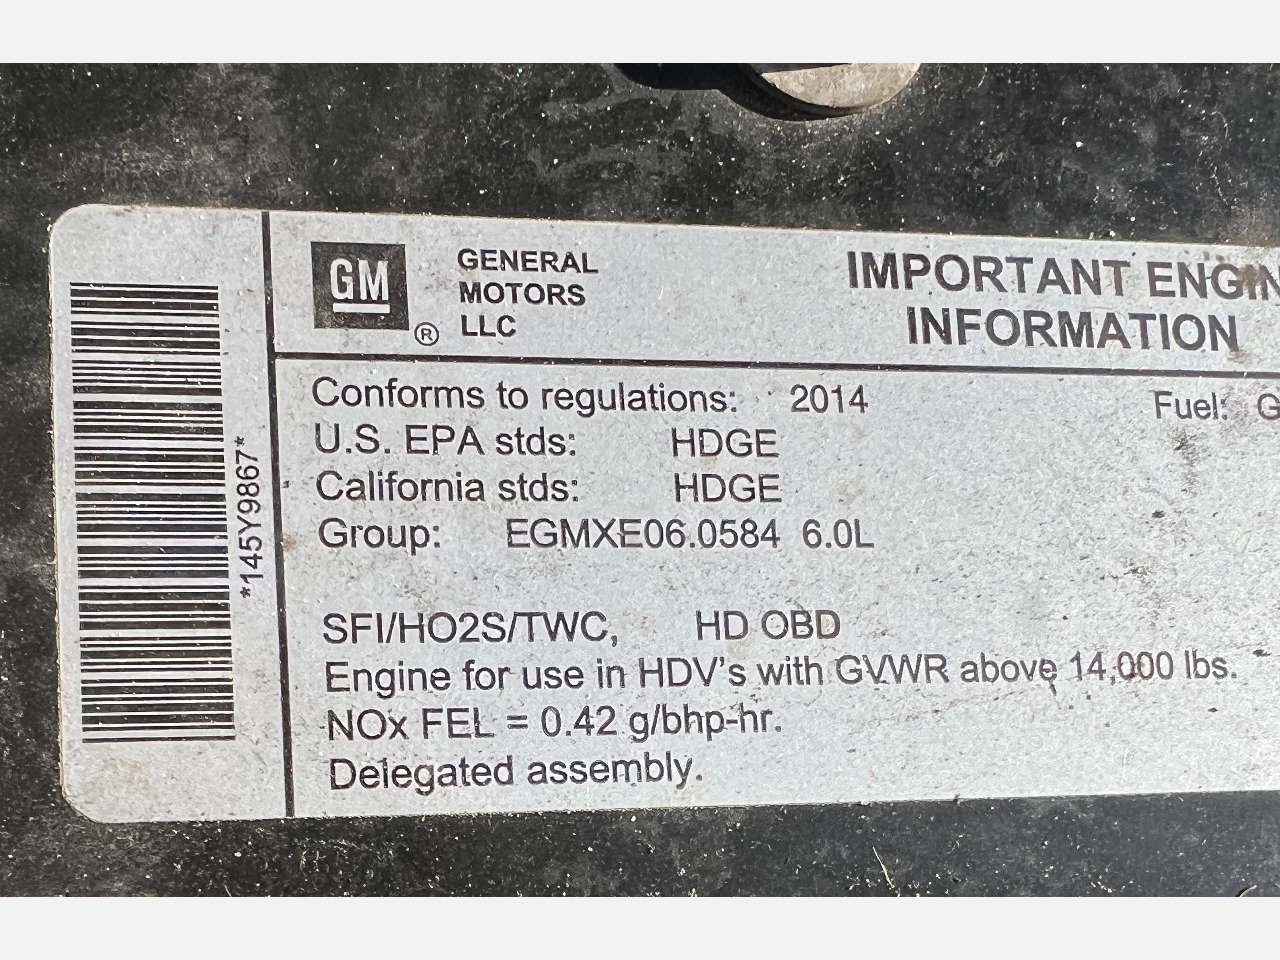 GM
®
GENERAL
MOTORS
LLC
IMPORTANT
INFORMATION
Conforms to regulations: 2014
Fuel:
U.S. EPA stds: HDGE
California stds: HDGE
Group: EGMXE06.0584 6.0L
SFI/HO2S/TWC, HD OBD
Engine for use in HDV's with GVWR above 14,000 lbs.
NOx FEL = 0.42 g/bhp-hr.
Delegated assembly.
*145Y9867*